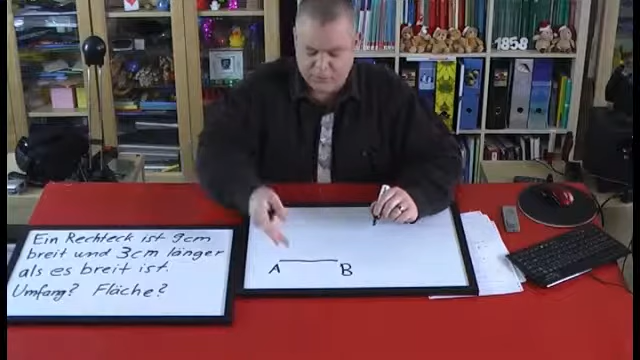 1858
Ein Rechteck ist 9cm
breit und 3cm länger
als es breit ist.
Umfang? Fläche?
A B